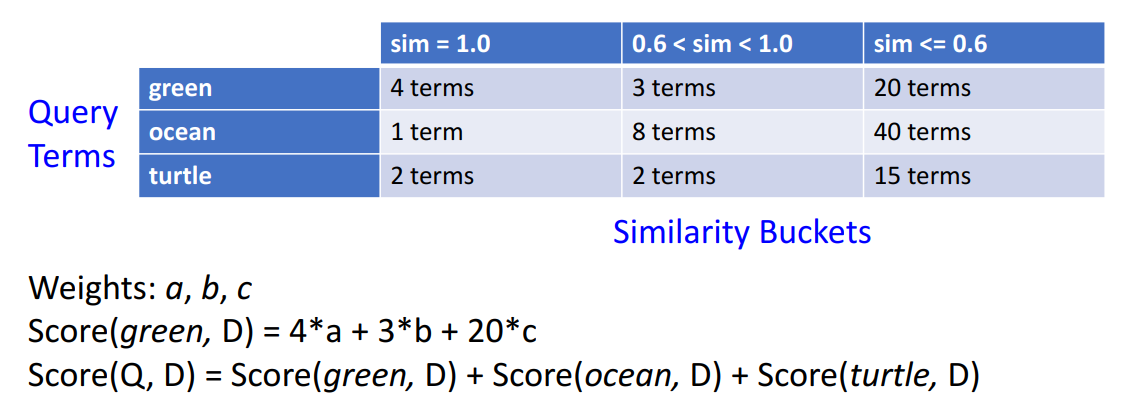 sim = 1.0 0.6 < sim < 1.0 sim <= 0.6
green 4 terms 3 terms 20 terms
Query Terms
ocean 1 term 8 terms 40 terms
turtle 2 terms 2 terms 15 terms
Similarity Buckets
Weights: a, b, c
Score(green, D) = 4*a + 3*b + 20*c
Score(Q, D) = Score(green, D) + Score(ocean, D) + Score(turtle, D)